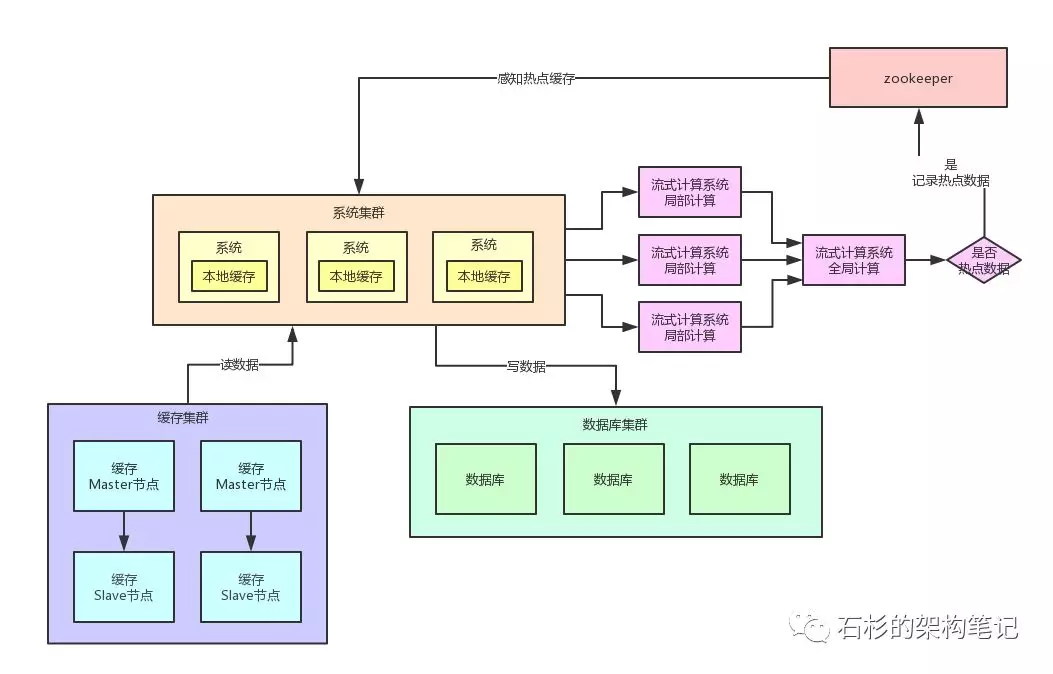 zookeeper
感知热点缓存
是
记录热点数据
系统集群
系统
本地缓存
系统
本地缓存
系统
本地缓存
流式计算系统
局部计算
流式计算系统
局部计算
流式计算系统
局部计算
流式计算系统
全局计算
是否
热点数据
读数据
写数据
缓存集群
缓存
Master节点
缓存
Master节点
缓存
Slave节点
缓存
Slave节点
数据库集群
数据库
数据库
数据库
石杉的架构笔记